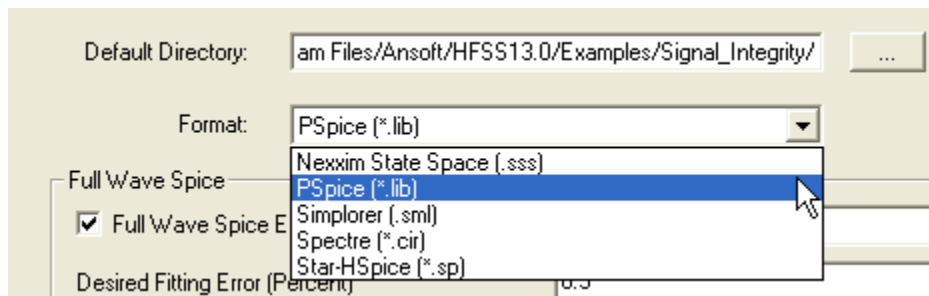 Default Directory: am Files/Ansoft/HFSS13.0/Examples/Signal_Integrity/ ...
Format: PSpice (*.lib)
Nexxim State Space (.sss)
Full Wave Spice
PSpice (*.lib)
Simplorer (.sml)
Full Wave Spice E
Spectre (*.cir)
Star-HSpice (*.sp)
Desired Fitting Error (Percent)